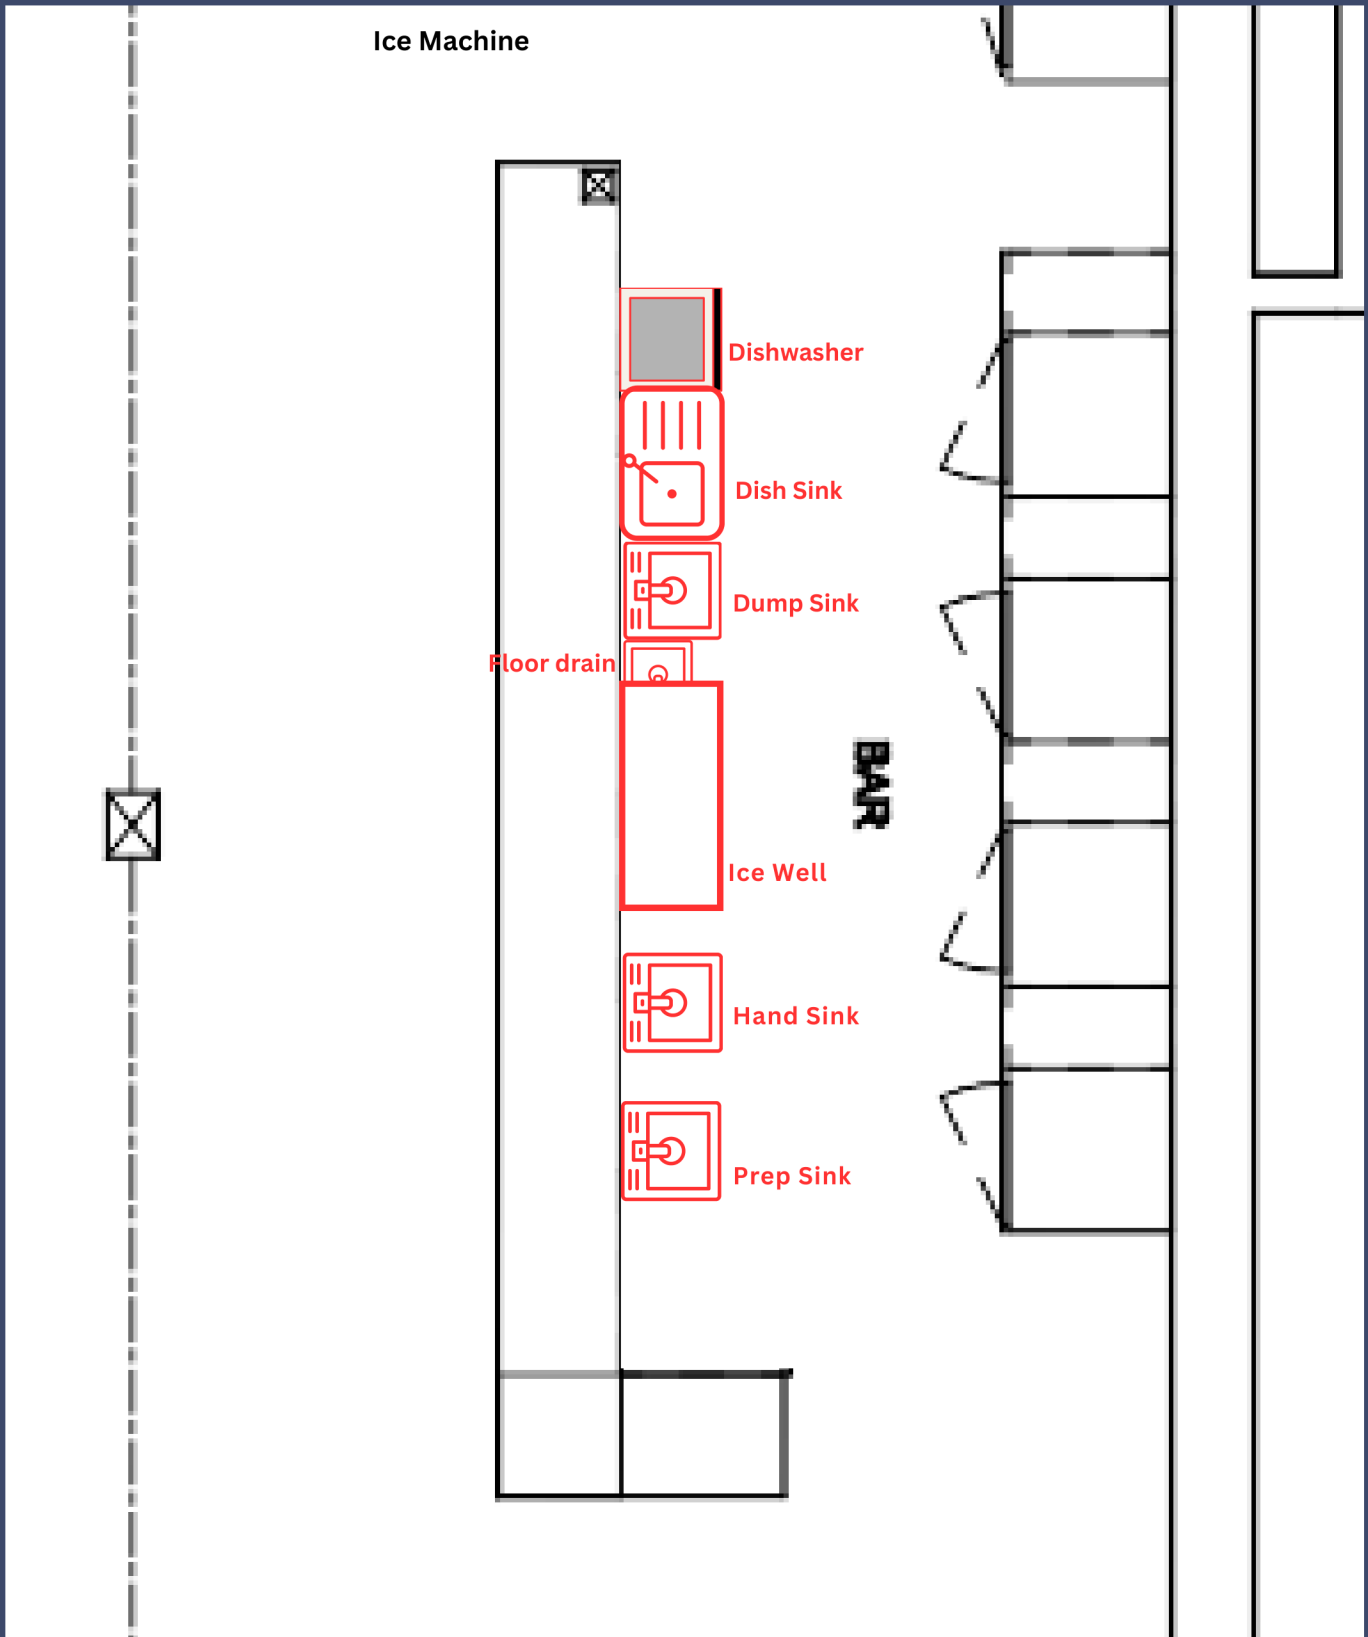 Ice Machine
Dishwasher
Dish Sink
Dump Sink
Floor drain
BAR
Ice Well
Hand Sink
Prep Sink